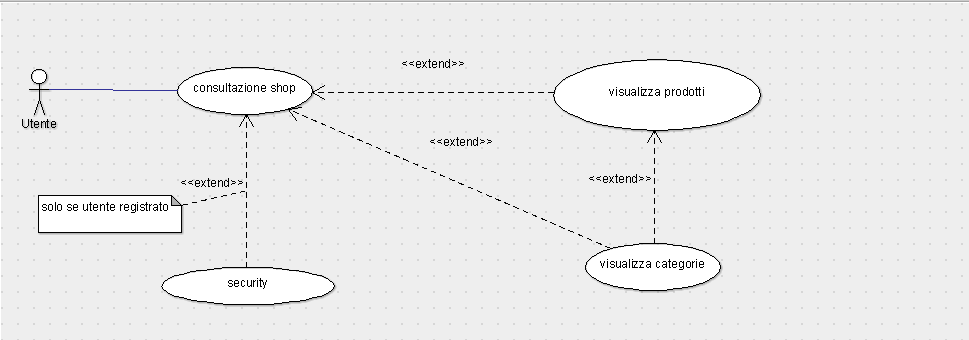 <<extend>>
consultazione shop
visualizza prodotti
Utente
<<extend>>
<<extend>>
<<extend>>
solo se utente registrato
visualizza categorie
security